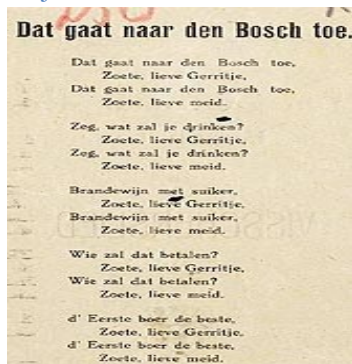 Dat gaat naar den Bosch toe.
Dat gaat naar den Bosch toe,
Zoete, lieve Gerritje,
Dat gaat naar den Bosch toe,
Zoete, lieve meid.
Zeg, wat zal je drinken?
Zoete, lieve Gerritje,
Zeg, wat zal je drinken?
Zoete, lieve meid.
Brandewijn met suiker,
Zoete, lieve Gerritje,
Brandewijn met suiker,
Zoete, lieve meid.
Wie zal dat betalen?
Zoete, lieve Gerritje,
Wie zal dat betalen?
Zoete, lieve meid.
d' Eerste boer de beste,
Zoete, lieve Gerritje,
d' Eerste boer de beste,
Zoete, lieve meid.